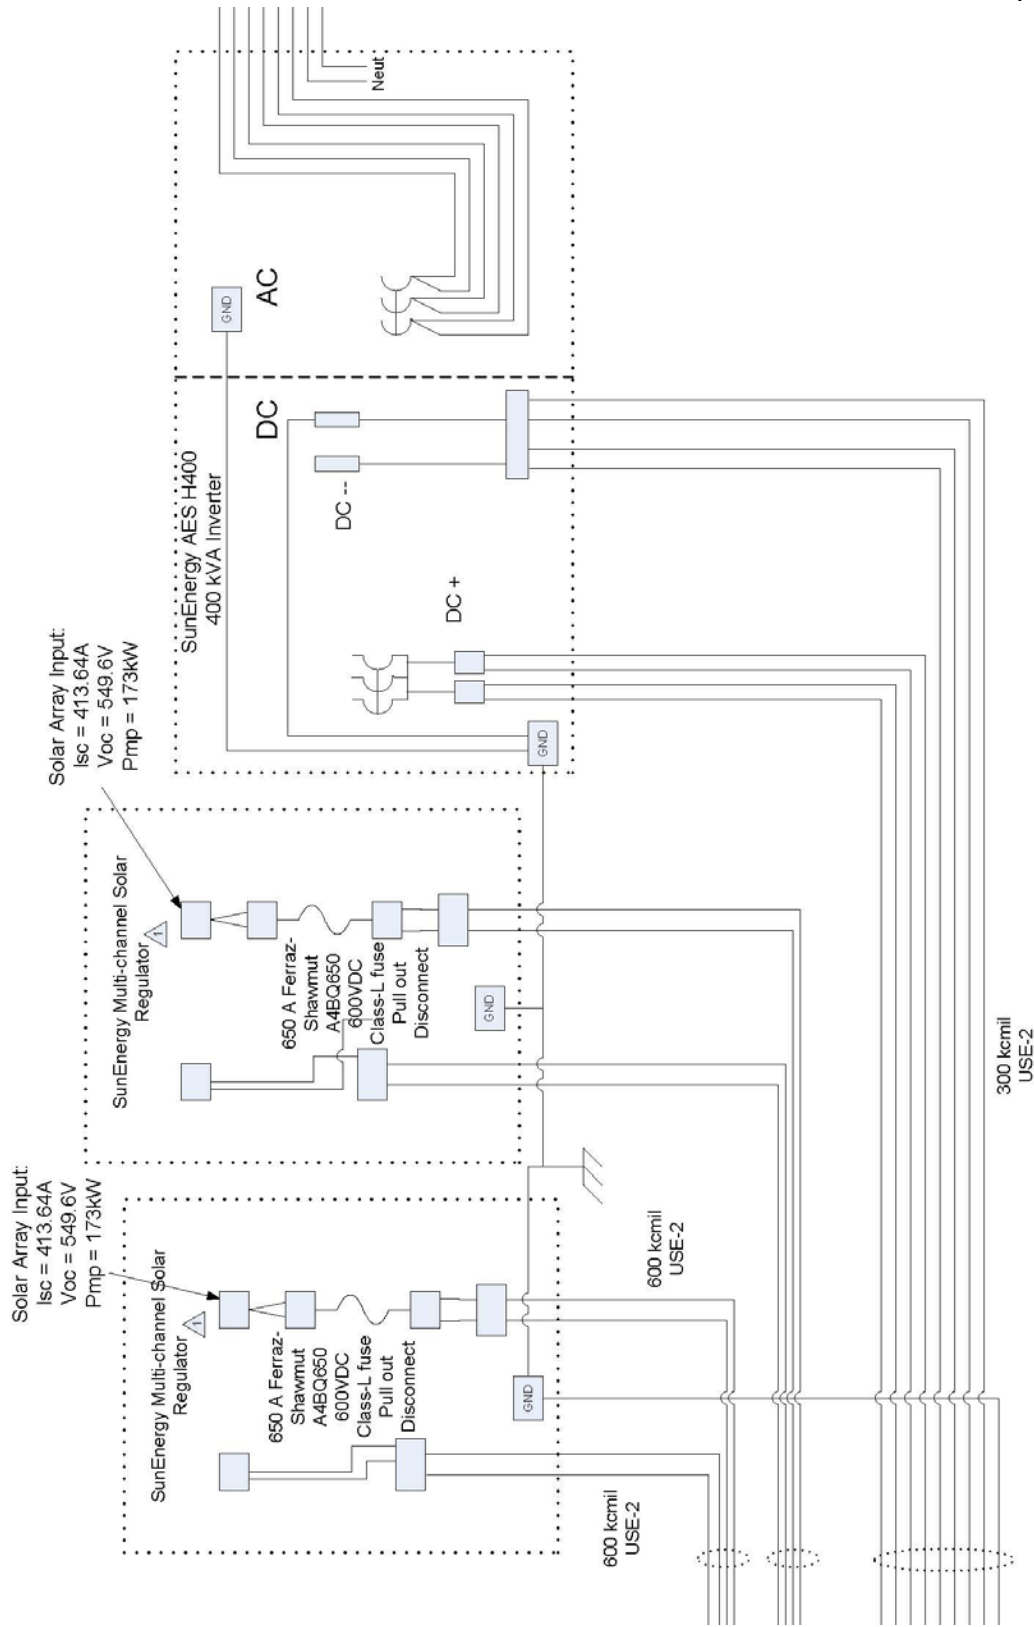 Neut
AC
GND
DC
SunEnergy AES H400
400 kVA Inverter
DC --
DC +
GND
Solar Array Input:
Isc = 413.64A
Voc = 549.6V
Pmp = 173kW
SunEnergy Multi-channel Solar
Regulator
1
650 A Ferraz-
Shawmut
A4BQ650
600VDC
Class-L fuse
Pull out
Disconnect
GND
300 kcmil
USE-2
Solar Array Input:
Isc = 413.64A
Voc = 549.6V
Pmp = 173kW
SunEnergy Multi-channel Solar
Regulator
1
650 A Ferraz-
Shawmut
A4BQ650
600VDC
Class-L fuse
Pull out
Disconnect
GND
600 kcmil
USE-2
600 kcmil
USE-2